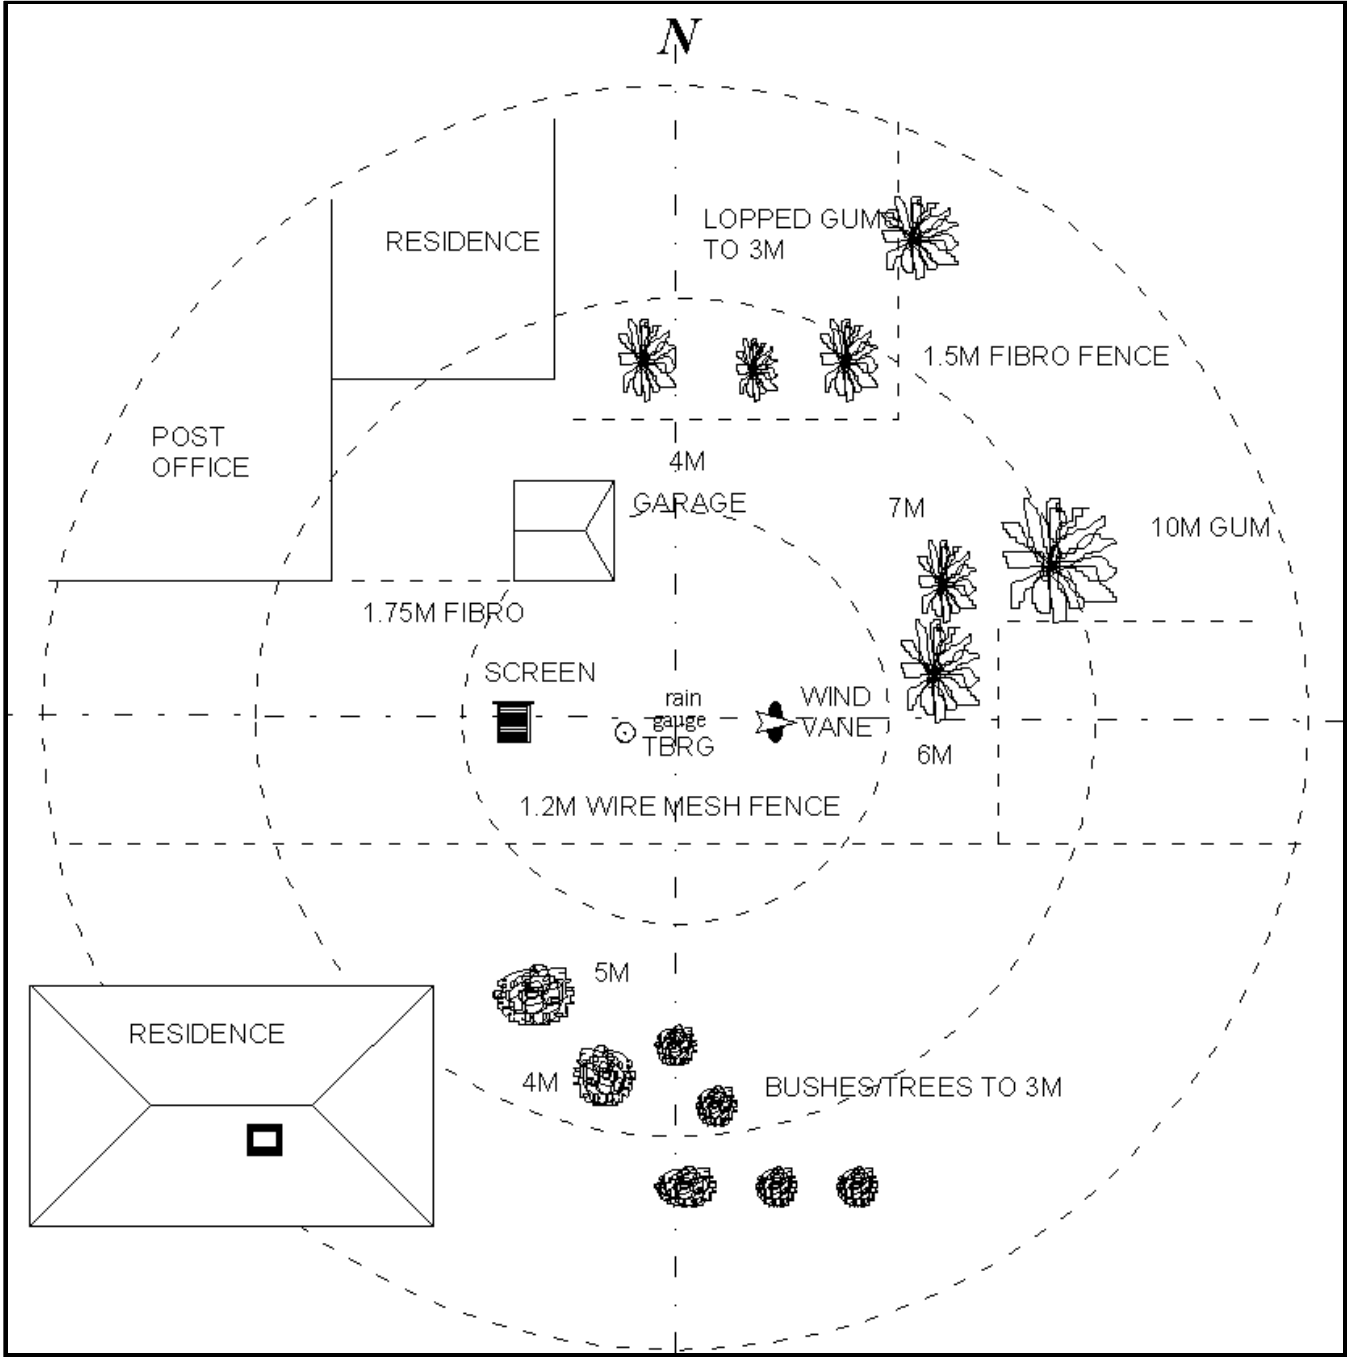 N
LOPPED GUMS
TO 3M
RESIDENCE
1.5M FIBRO FENCE
POST
OFFICE
4M
GARAGE
7M
10M GUM
1.75M FIBRO
SCREEN
rain
gauge
TBRG
WIND
VANE
6M
1.2M WIRE MESH FENCE
5M
RESIDENCE
4M
BUSHES/TREES TO 3M